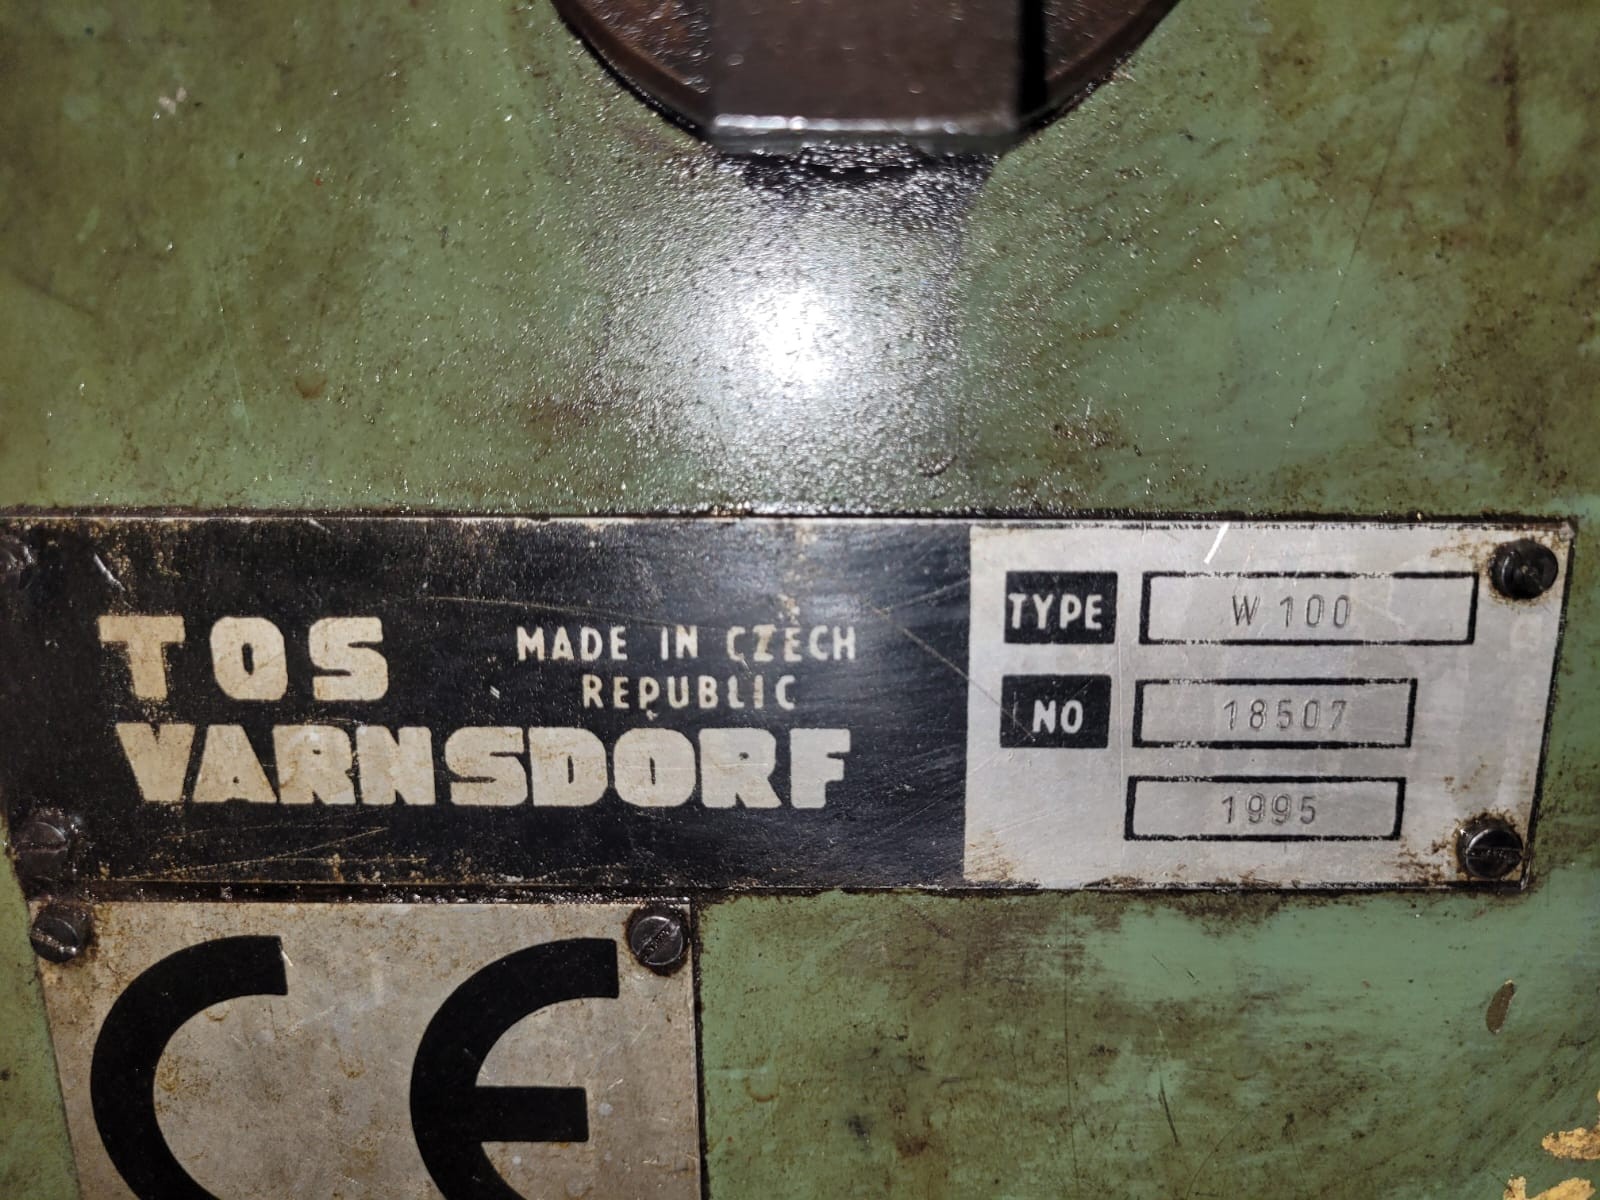 TOS
MADE IN CZECH
REPUBLIC
VARNSDORF
TYPE W 100
NO 18507
1995
CE